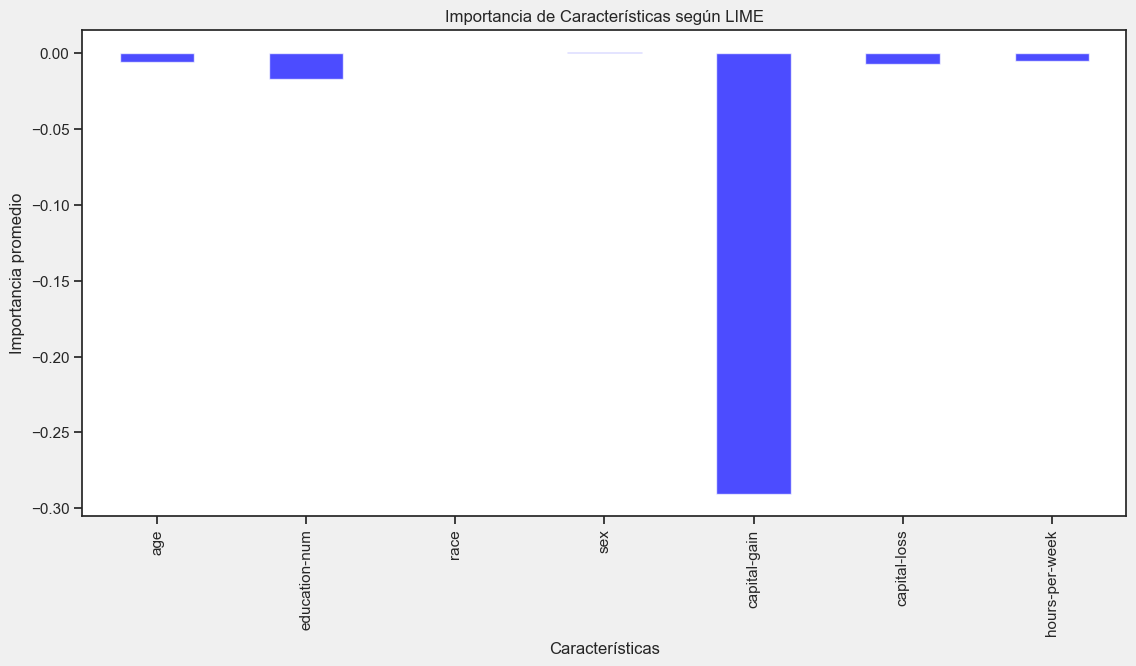 Importancia de Características según LIME
Importancia promedio
0.00
−0.05
−0.10
−0.15
−0.20
−0.25
−0.30
age
education-num
race
sex
capital-gain
capital-loss
hours-per-week
Características